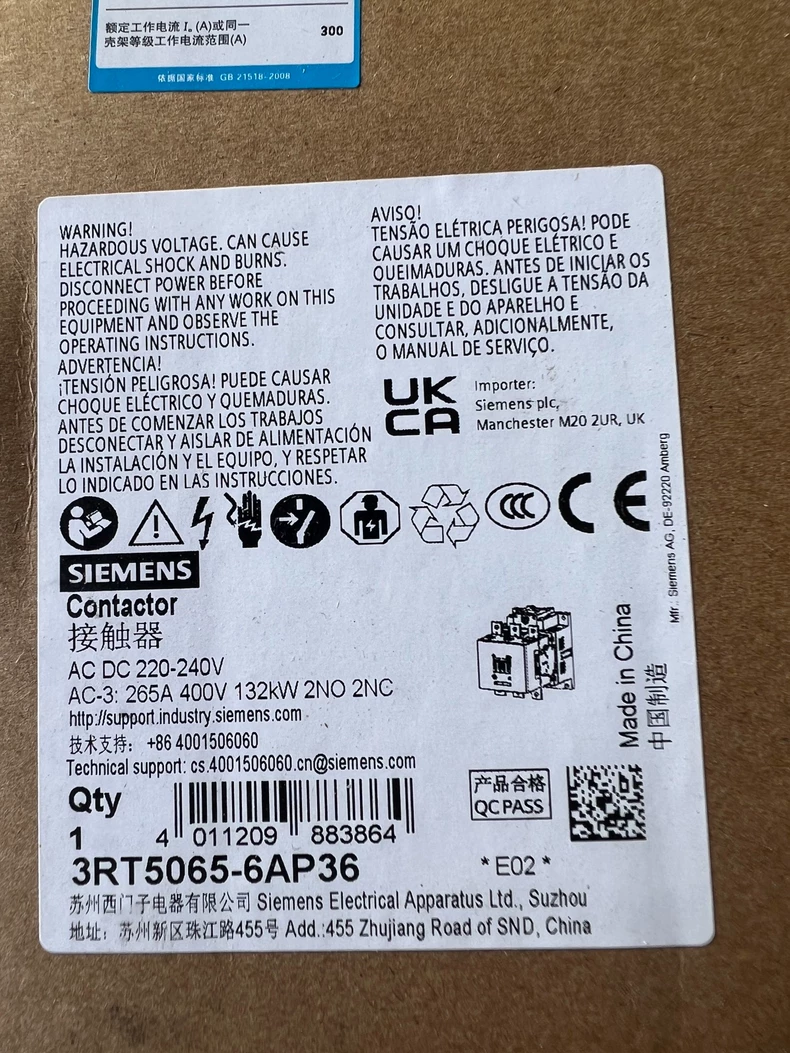 额定工作电流 Iₑ (A)或同一
壳架等级工作电流范围(A)
300
依据国家标准 GB 21518-2008
WARNING!
HAZARDOUS VOLTAGE. CAN CAUSE
ELECTRICAL SHOCK AND BURNS.
DISCONNECT POWER BEFORE
PROCEEDING WITH ANY WORK ON THIS
EQUIPMENT AND OBSERVE THE
OPERATING INSTRUCTIONS.
ADVERTENCIA!
¡TENSIÓN PELIGROSA! PUEDE CAUSAR
CHOQUE ELÉCTRICO Y QUEMADURAS.
ANTES DE COMENZAR LOS TRABAJOS
DESCONECTAR Y AISLAR DE ALIMENTACIÓN
LA INSTALACIÓN Y EL EQUIPO, Y RESPETAR
LO INDICADO EN LAS INSTRUCCIONES.
AVISO!
TENSÃO ELÉTRICA PERIGOSA! PODE
CAUSAR UM CHOQUE ELÉTRICO E
QUEIMADURAS. ANTES DE INICIAR OS
TRABALHOS, DESLIGUE A TENSÃO DA
UNIDADE E DO APARELHO E
CONSULTAR, ADICIONALMENTE,
O MANUAL DE SERVIÇO.
UK
CA
Importer:
Siemens plc,
Manchester M20 2UR, UK
CCC
CE
Mfr.: Siemens AG, DE-92220 Amberg
SIEMENS
Contactor
接触器
AC DC 220-240V
AC-3: 265A 400V 132kW 2NO 2NC
http://support.industry.siemens.com
技术支持: +86 4001506060
Technical support: cs.4001506060.cn@siemens.com
Made in China
中国制造
Qty
1
4 011209 883864
产品合格
QC PASS
3RT5065-6AP36
* E02 *
苏州西门子电器有限公司 Siemens Electrical Apparatus Ltd., Suzhou
地址: 苏州新区珠江路455号 Add.:455 Zhujiang Road of SND, China